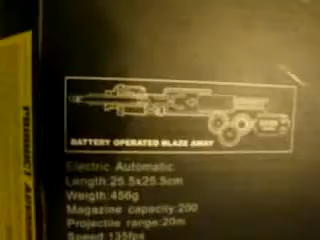 BATTERY OPERATED BLAZE AWAY
Electric Automatic
Length:25.5x25.5cm
Weigth:456g
Magazine capacity:200
Projectile range:20m
Speed:135fps
PRODUCT